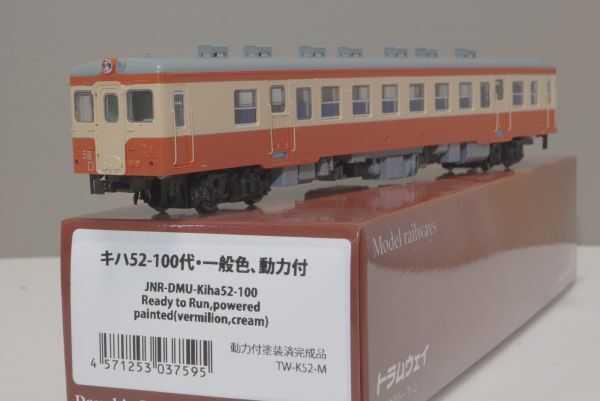 キハ52-100代・一般色、動力付
JNR-DMU-Kiha52-100
Ready to Run,powered
painted(vermilion,cream)
動力付塗装済完成品
TW-K52-M
4 571253 037595
Model railways
トラムウェイ